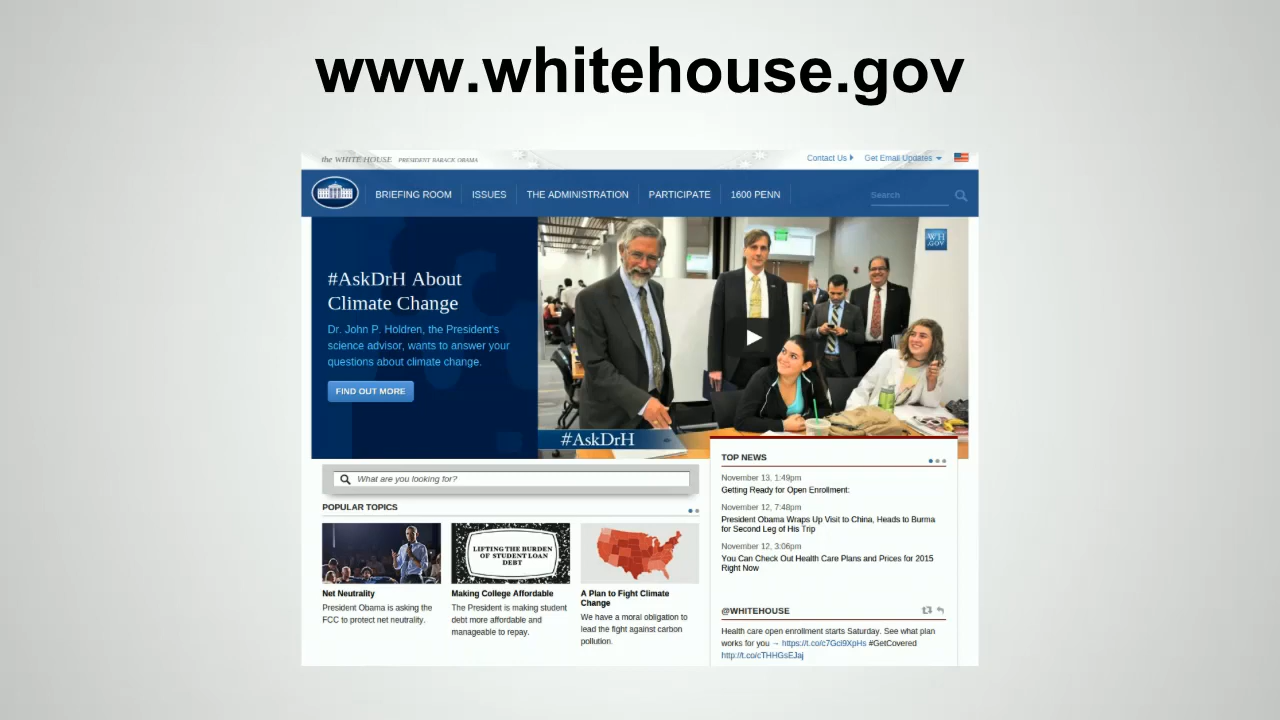 www.whitehouse.gov
the WHITE HOUSE PRESIDENT BARACK OBAMA
Contact Us
Get Email Updates
BRIEFING ROOM
ISSUES
THE ADMINISTRATION
PARTICIPATE
1600 PENN
Search
WH
.GOV
#AskDrH About
Climate Change
Dr. John P. Holdren, the President's
science advisor, wants to answer your
questions about climate change.
FIND OUT MORE
#AskDrH
What are you looking for?
POPULAR TOPICS
Net Neutrality
President Obama is asking the
FCC to protect net neutrality.
LIFTING THE BURDEN
OF STUDENT LOAN
DEBT
Making College Affordable
The President is making student
debt more affordable and
manageable to repay.
A Plan to Fight Climate
Change
We have a moral obligation to
lead the fight against carbon
pollution.
TOP NEWS
November 13, 1:49pm
Getting Ready for Open Enrollment:
November 12, 7:48pm
President Obama Wraps Up Visit to China, Heads to Burma
for Second Leg of His Trip
November 12, 3:06pm
You Can Check Out Health Care Plans and Prices for 2015
Right Now
@WHITEHOUSE
Health care open enrollment starts Saturday. See what plan
works for you → https://t.co/c7Gci9XpHs #GetCovered
http://t.co/cTHHGsEJaj